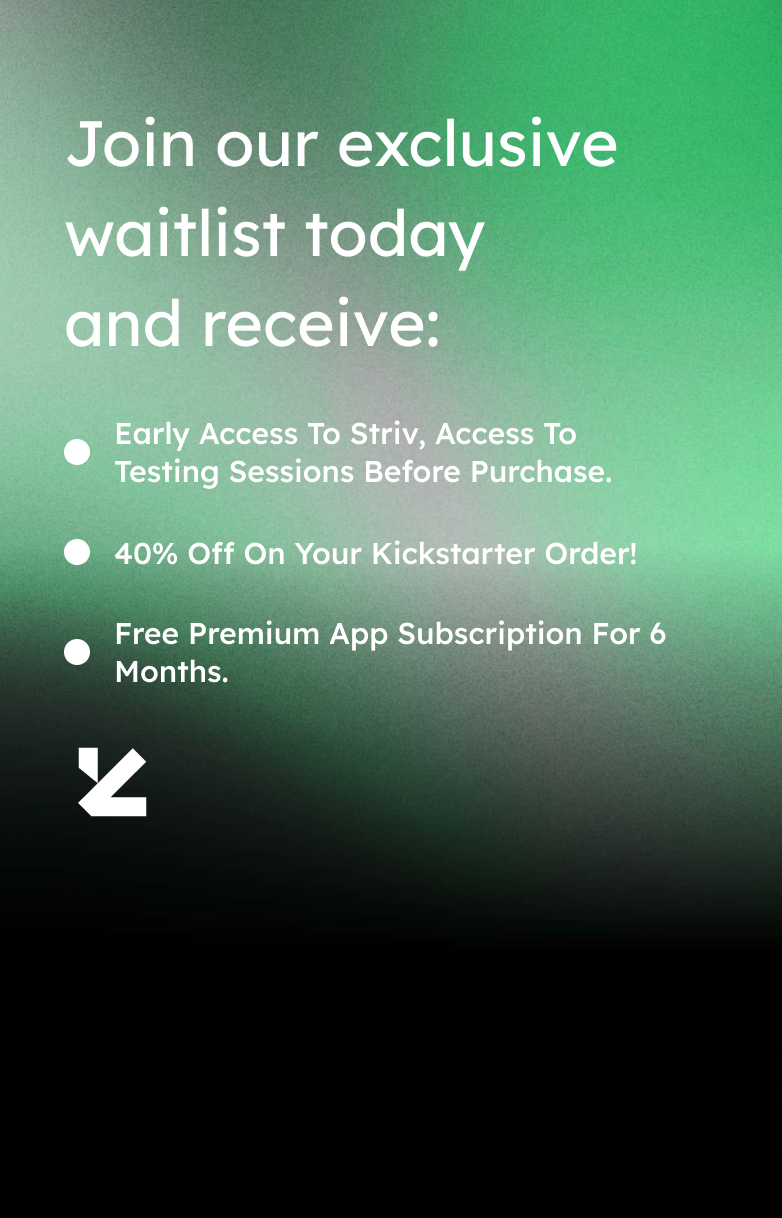 Join our exclusive
waitlist today
and receive:
Early Access To Striv, Access To
Testing Sessions Before Purchase.
40% Off On Your Kickstarter Order!
Free Premium App Subscription For 6
Months.